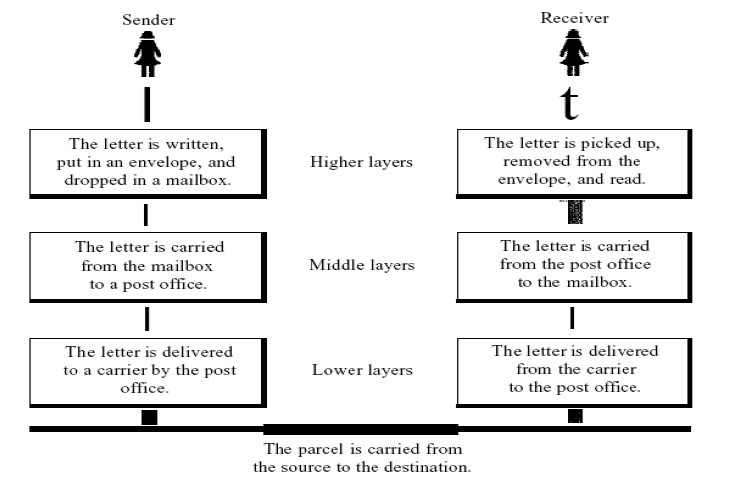 Sender
Receiver
The letter is written,
put in an envelope, and
dropped in a mailbox.
Higher layers
The letter is picked up,
removed from the
envelope, and read.
The letter is carried
from the mailbox
to a post office.
Middle layers
The letter is carried
from the post office
to the mailbox.
The letter is delivered
to a carrier by the post
office.
Lower layers
The letter is delivered
from the carrier
to the post office.
The parcel is carried from
the source to the destination.